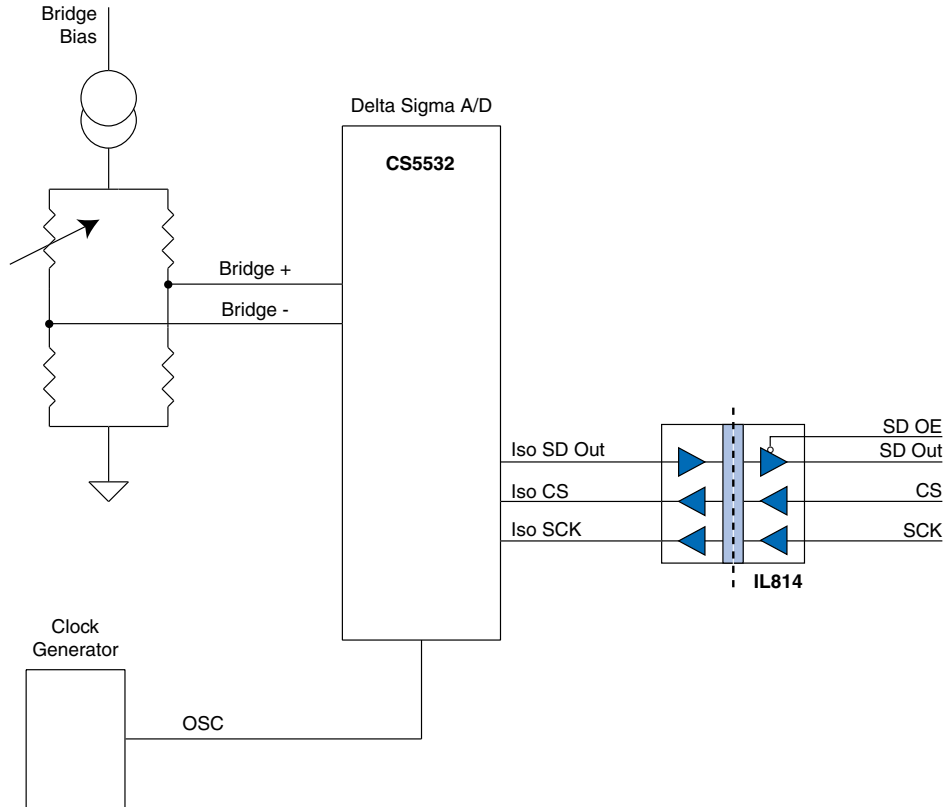 Bridge
Bias
Delta Sigma A/D
CS5532
Bridge +
Bridge -
SD OE
Iso SD Out
SD Out
Iso CS
CS
Iso SCK
SCK
IL814
Clock
Generator
OSC